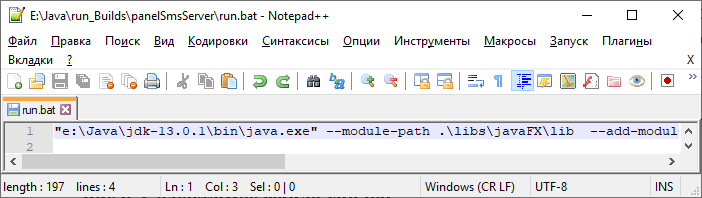 E:\Java\run_Builds\panelSmsServer\run.bat - Notepad++
Файл Правка Поиск Вид Кодировки Синтаксисы Опции Инструменты Макросы Запуск Плагины
Вкладки ? X
run.bat
1 "e:\Java\jdk-13.0.1\bin\java.exe" --module-path .\libs\javaFX\lib --add-modul
2
length : 197 lines : 4 Ln : 1 Col : 3 Sel : 0 | 0 Windows (CR LF) UTF-8 INS